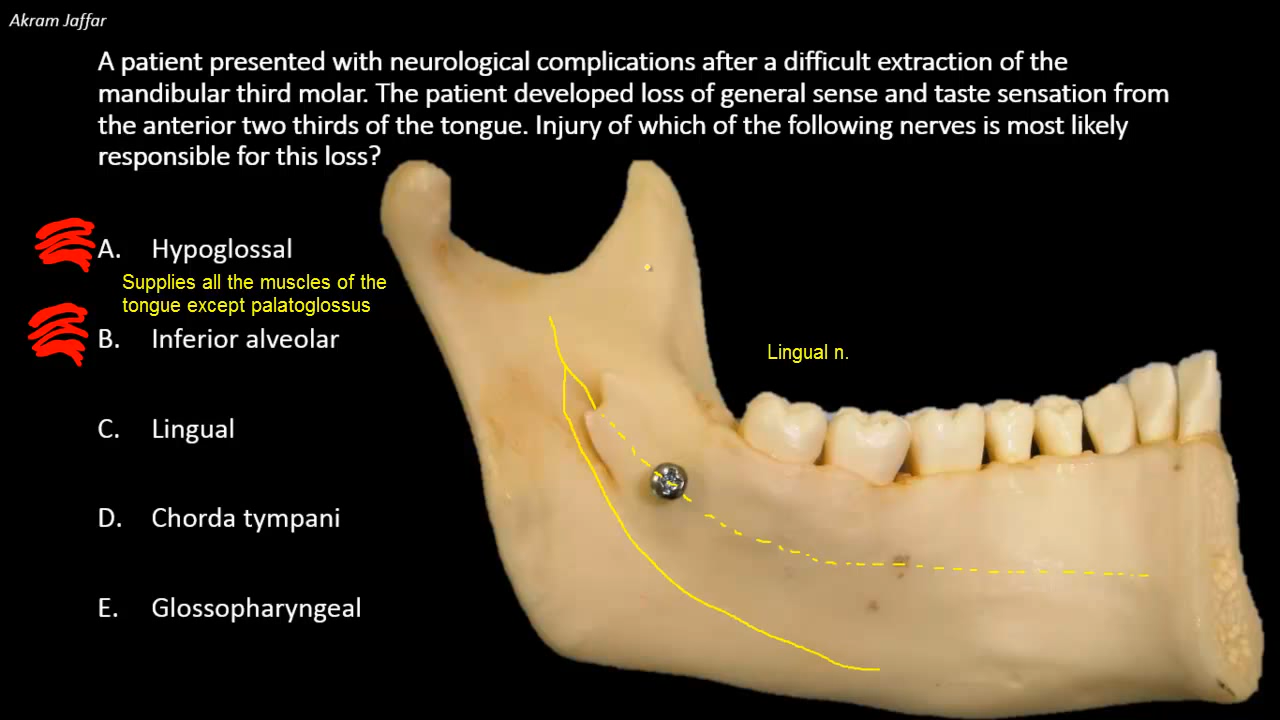 Akram Jaffar
A patient presented with neurological complications after a difficult extraction of the
mandibular third molar. The patient developed loss of general sense and taste sensation from
the anterior two thirds of the tongue. Injury of which of the following nerves is most likely
responsible for this loss?
A. Hypoglossal
Supplies all the muscles of the
tongue except palatoglossus
B. Inferior alveolar
Lingual n.
C. Lingual
D. Chorda tympani
E. Glossopharyngeal